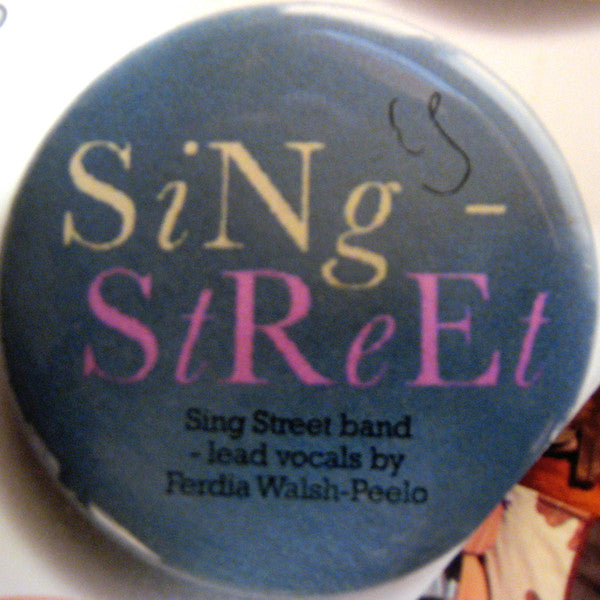 SiNg -
StReEt
Sing Street band
- lead vocals by
Ferdia Walsh-Peelo